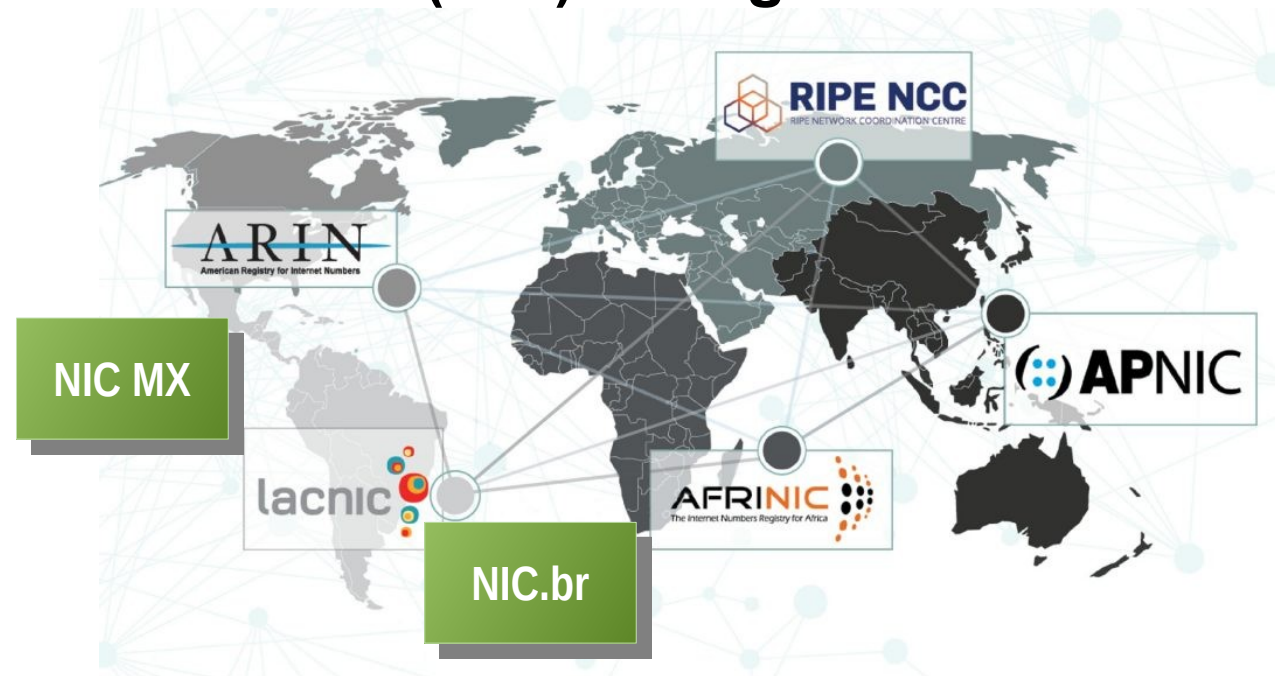 RIPE NCC
RIPE NETWORK COORDINATION CENTRE
ARIN
American Registry for Internet Numbers
NIC MX
APNIC
lacnic
AFRINIC
The Internet Numbers Registry for Africa
NIC.br